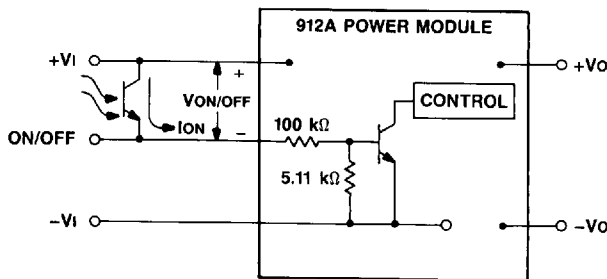 912A POWER MODULE
+VI
+VO
+
VON/OFF
CONTROL
ION
−
100 kΩ
ON/OFF
5.11 kΩ
−VI
−VO